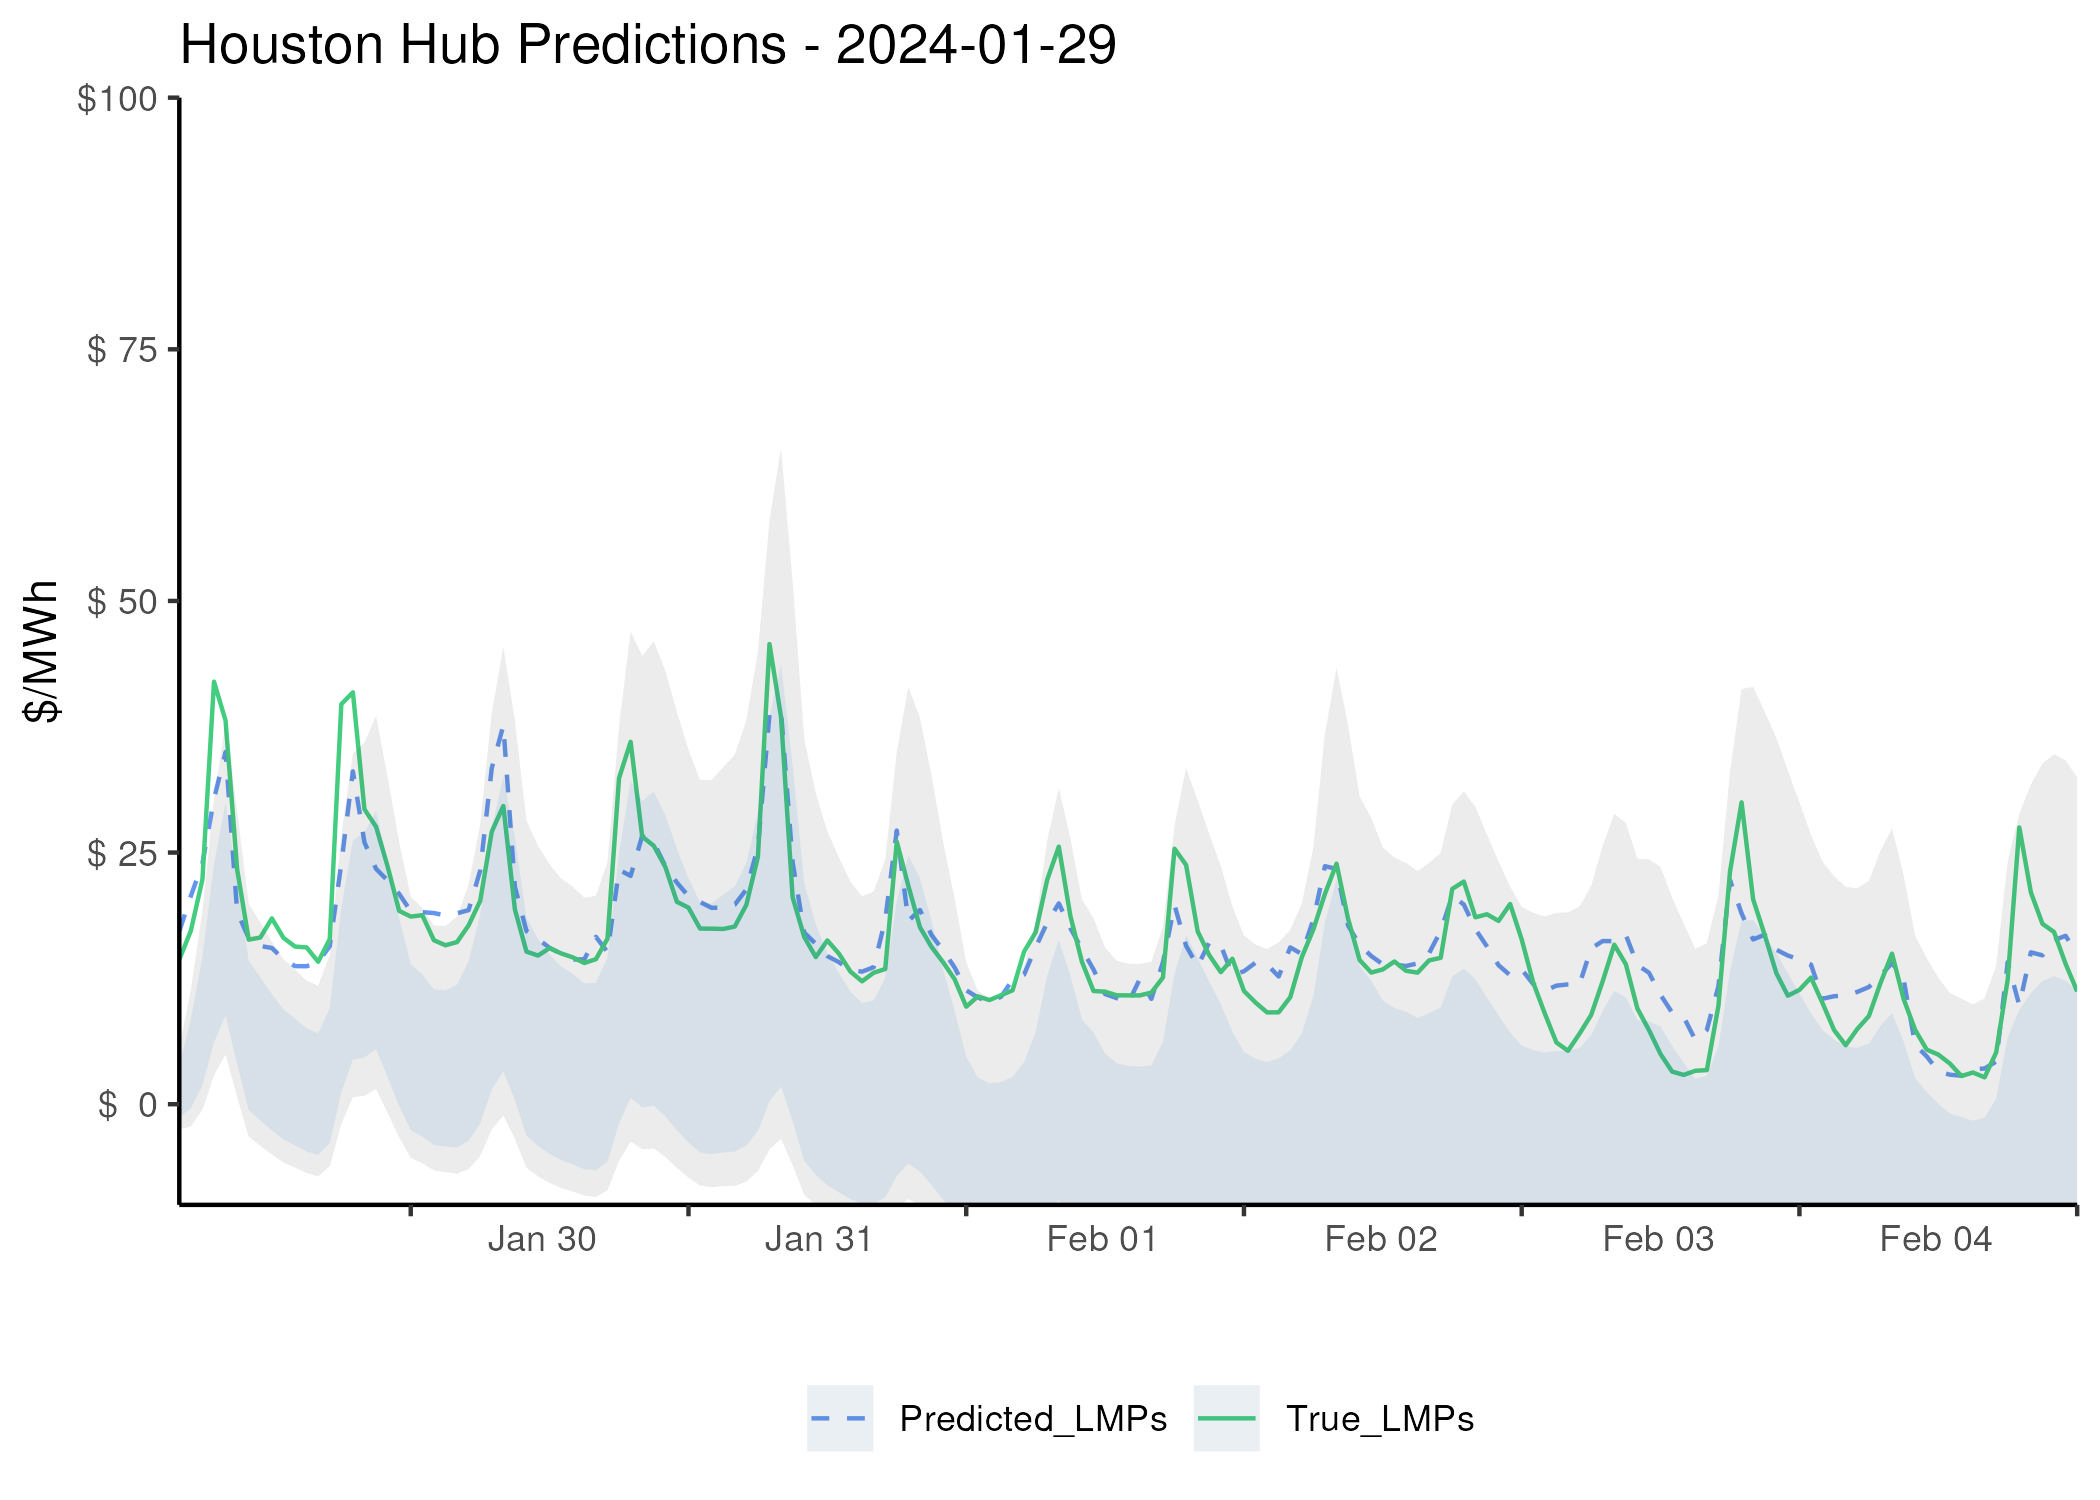 Houston Hub Predictions - 2024-01-29
$100
$ 75
$ 50
$ 25
$ 0
$/MWh
Jan 30 Jan 31 Feb 01 Feb 02 Feb 03 Feb 04
Predicted_LMPs True_LMPs